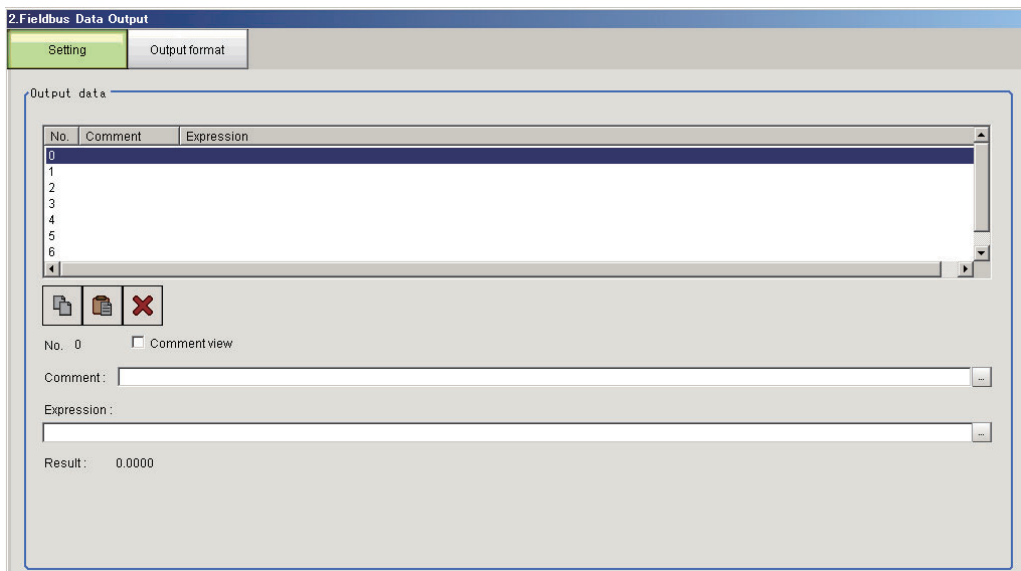 2.Fieldbus Data Output
Setting
Output format
Output data
No. Comment Expression
0
1
2
3
4
5
6
No. 0 Comment view
Comment : ...
Expression :
...
Result : 0.0000